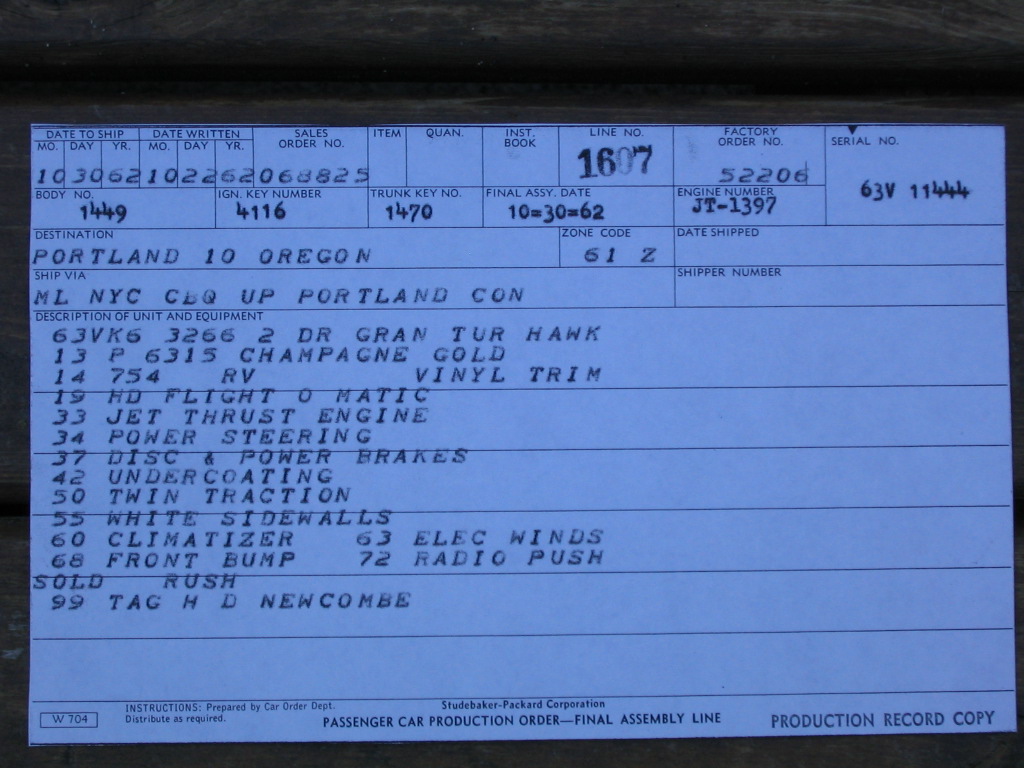 DATE TO SHIP DATE WRITTEN SALES ORDER NO. ITEM QUAN. INST. BOOK LINE NO. FACTORY ORDER NO. SERIAL NO.
MO. DAY YR. MO. DAY YR.
10 30 62 10 22 62 068825 1607 52206 63V 11444
BODY NO. IGN. KEY NUMBER TRUNK KEY NO. FINAL ASSY. DATE ENGINE NUMBER
1449 4116 1470 10=30=62 JT-1397
DESTINATION ZONE CODE DATE SHIPPED
PORTLAND 10 OREGON 61 Z
SHIP VIA SHIPPER NUMBER
ML NYC CBQ UP PORTLAND CON
DESCRIPTION OF UNIT AND EQUIPMENT
63VK6 3266 2 DR GRAN TUR HAWK
13 P 6315 CHAMPAGNE GOLD
14 754 RV VINYL TRIM
19 HD FLIGHT O MATIC
33 JET THRUST ENGINE
34 POWER STEERING
37 DISC & POWER BRAKES
42 UNDERCOATING
50 TWIN TRACTION
55 WHITE SIDEWALLS
60 CLIMATIZER 63 ELEC WINDS
68 FRONT BUMP 72 RADIO PUSH
SOLD RUSH
99 TAG H D NEWCOMBE
W 704 INSTRUCTIONS: Prepared by Car Order Dept. Studebaker-Packard Corporation
Distribute as required. PASSENGER CAR PRODUCTION ORDER—FINAL ASSEMBLY LINE PRODUCTION RECORD COPY